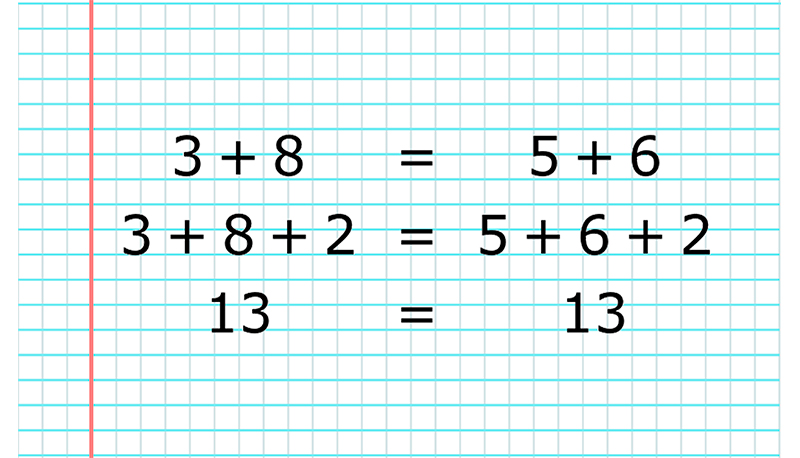 3 + 8 = 5 + 6
3 + 8 + 2 = 5 + 6 + 2
13 = 13